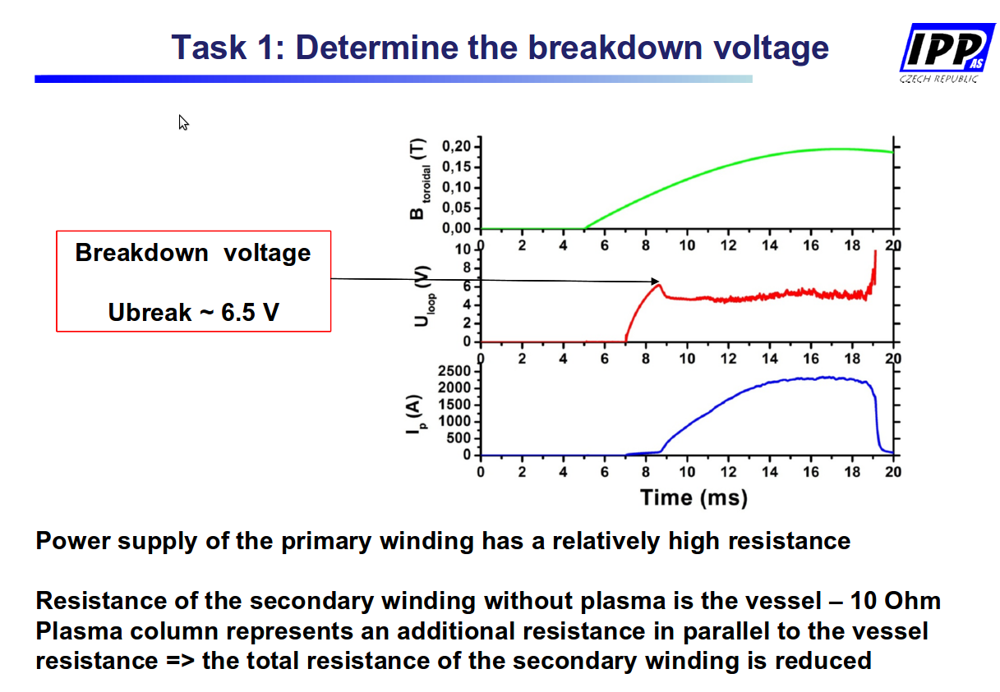 Task 1: Determine the breakdown voltage
IPP
AS
CZECH REPUBLIC
B toroidal (T)
0,20
0,15
0,10
0,05
0,00
0 2 4 6 8 10 12 14 16 18 20
Breakdown voltage
Ubreak ~ 6.5 V
U loop (V)
10
8
6
4
2
0
0 2 4 6 8 10 12 14 16 18 20
I p (A)
2500
2000
1500
1000
500
0
0 2 4 6 8 10 12 14 16 18 20
Time (ms)
Power supply of the primary winding has a relatively high resistance
Resistance of the secondary winding without plasma is the vessel – 10 Ohm
Plasma column represents an additional resistance in parallel to the vessel
resistance => the total resistance of the secondary winding is reduced